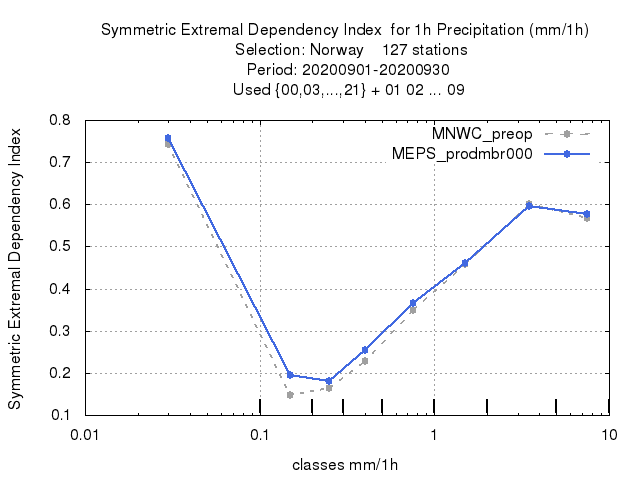 Symmetric Extremal Dependency Index  for 1h Precipitation (mm/1h)
Selection: Norway    127 stations
Period: 20200901-20200930
Used {00,03,...,21} + 01 02 ... 09
MNWC_preop
MEPS_prodmbr000
Symmetric Extremal Dependency Index
0.8
0.7
0.6
0.5
0.4
0.3
0.2
0.1
0.01 0.1 1 10
classes mm/1h